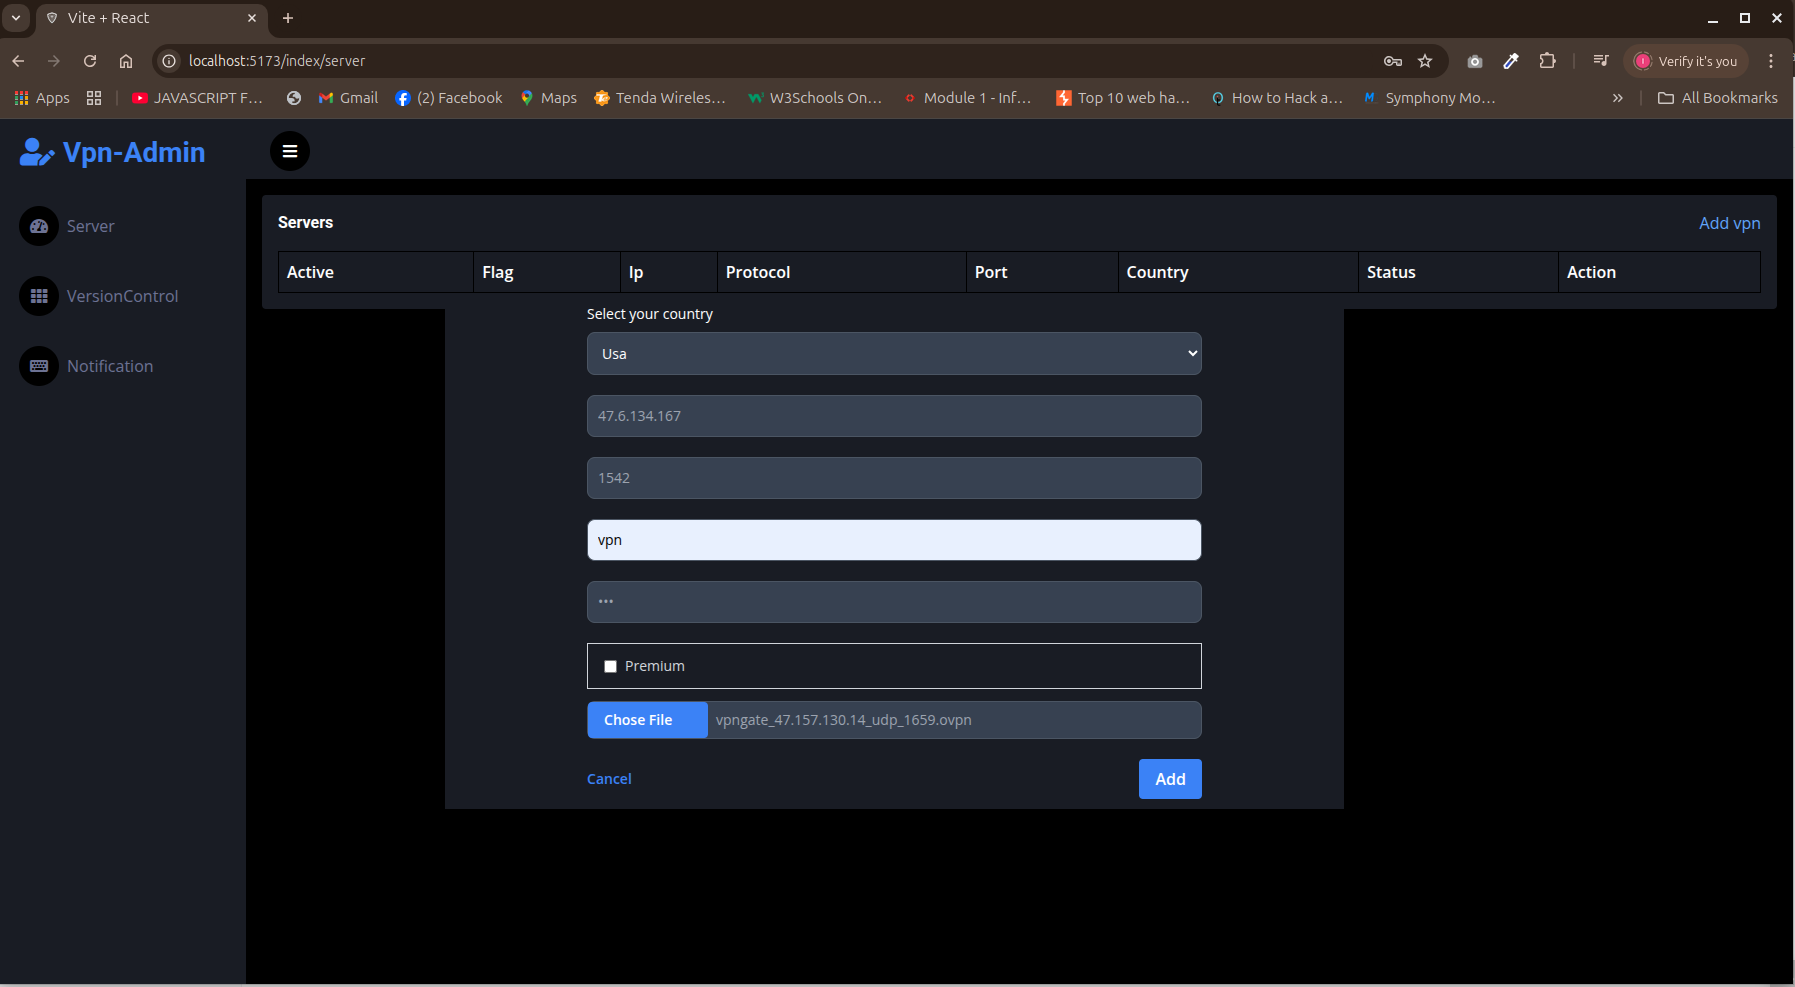 Vite + React
localhost:5173/index/server
Verify it's you
Apps
JAVASCRIPT F...
Gmail
(2) Facebook
Maps
Tenda Wireles...
W3Schools On...
Module 1 - Inf...
Top 10 web ha...
How to Hack a...
Symphony Mo...
All Bookmarks
Vpn-Admin
Server
VersionControl
Notification
Servers
Add vpn
Active Flag Ip Protocol Port Country Status Action
Select your country
Usa
47.6.134.167
1542
vpn
•••
Premium
Chose File vpngate_47.157.130.14_udp_1659.ovpn
Cancel
Add